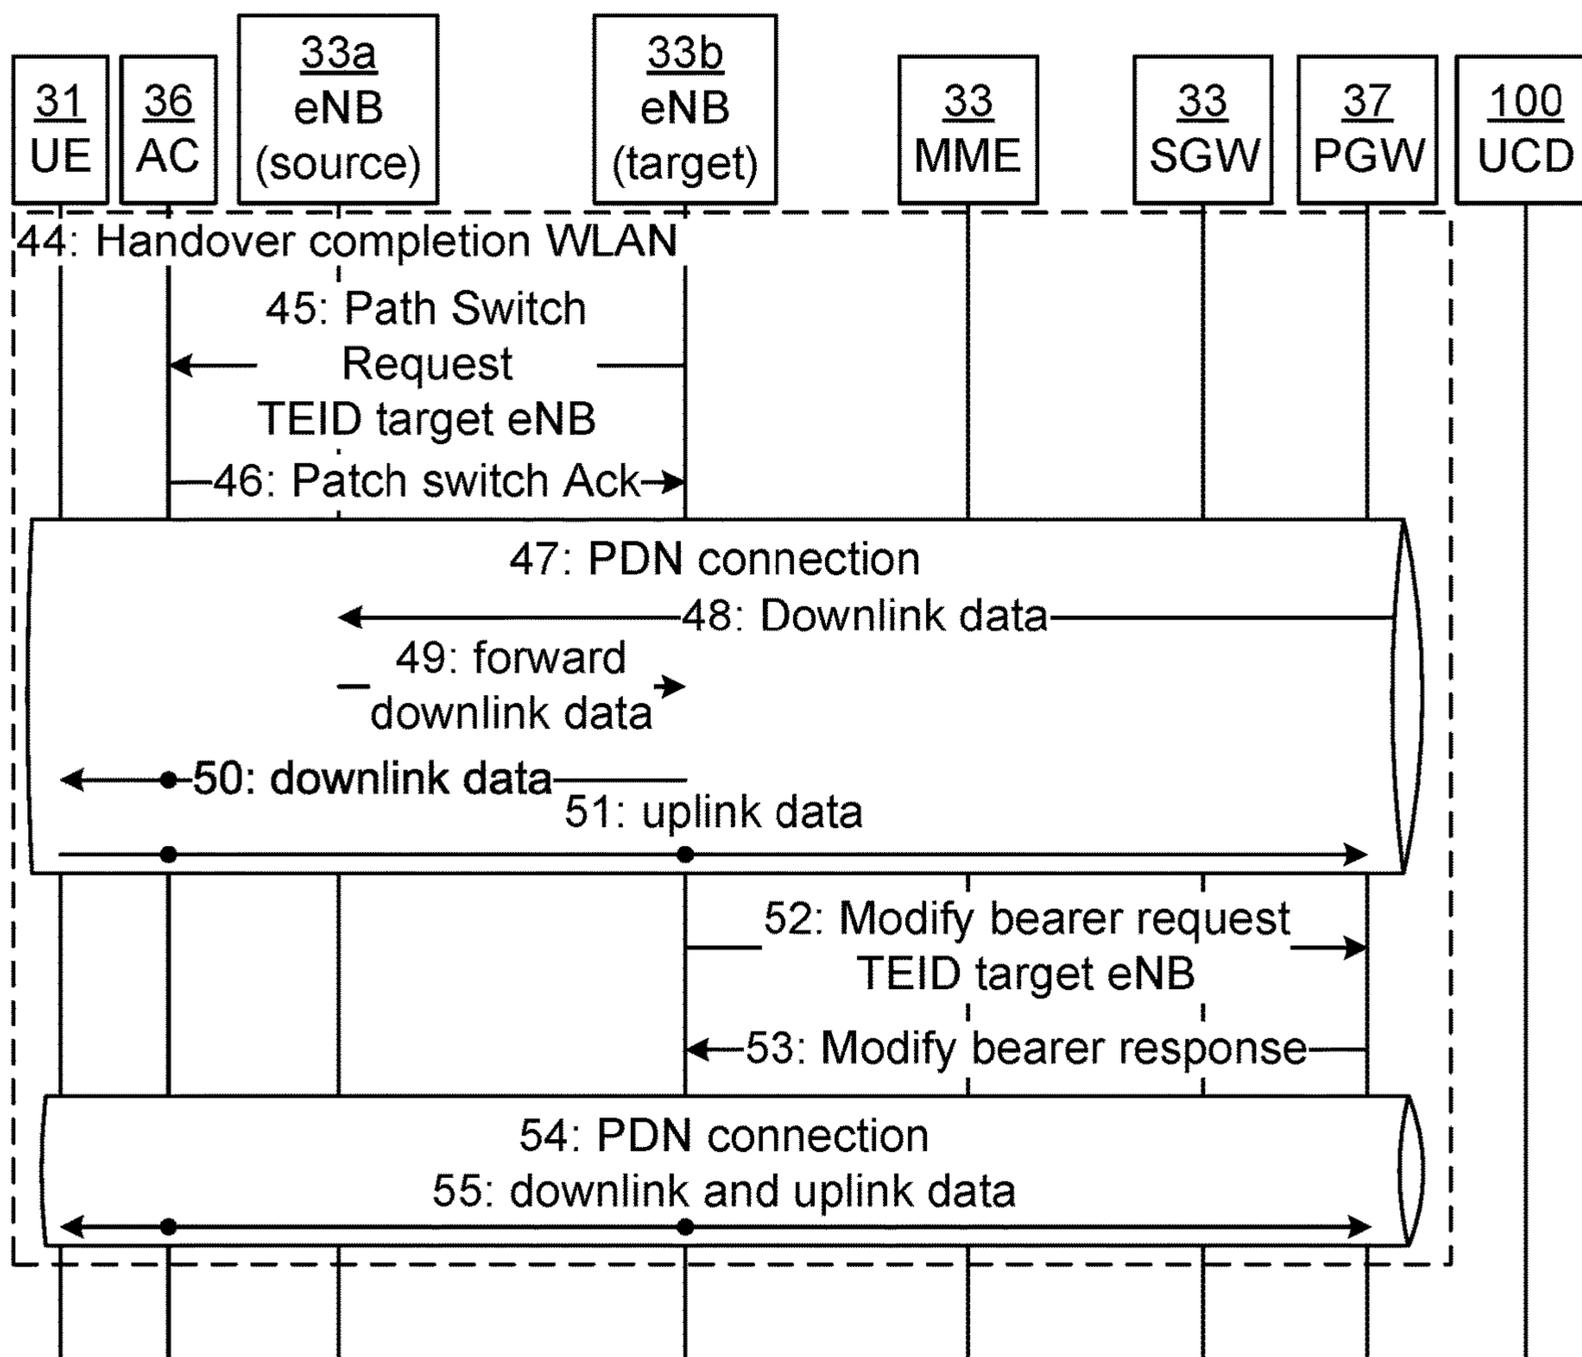 31
UE
36
AC
33a
eNB
(source)
33b
eNB
(target)
33
MME
33
SGW
37
PGW
100
UCD
44: Handover completion WLAN
45: Path Switch
Request
TEID target eNB
46: Patch switch Ack
47: PDN connection
48: Downlink data
49: forward
downlink data
50: downlink data
51: uplink data
52: Modify bearer request
TEID target eNB
53: Modify bearer response
54: PDN connection
55: downlink and uplink data